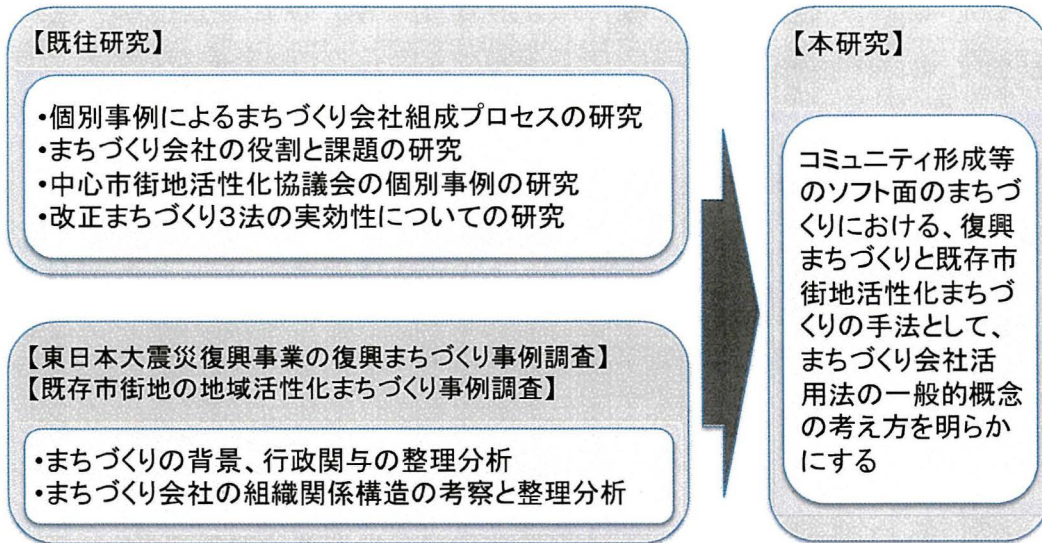 【既往研究】
•個別事例によるまちづくり会社組成プロセスの研究
•まちづくり会社の役割と課題の研究
•中心市街地活性化協議会の個別事例の研究
•改正まちづくり3法の実効性についての研究
【東日本大震災復興事業の復興まちづくり事例調査】
【既存市街地の地域活性化まちづくり事例調査】
•まちづくりの背景、行政関与の整理分析
•まちづくり会社の組織関係構造の考察と整理分析
【本研究】
コミュニティ形成等
のソフト面のまちづ
くりにおける、復興
まちづくりと既存市
街地活性化まちづ
くりの手法として、
まちづくり会社活
用法の一般的概念
の考え方を明らか
にする